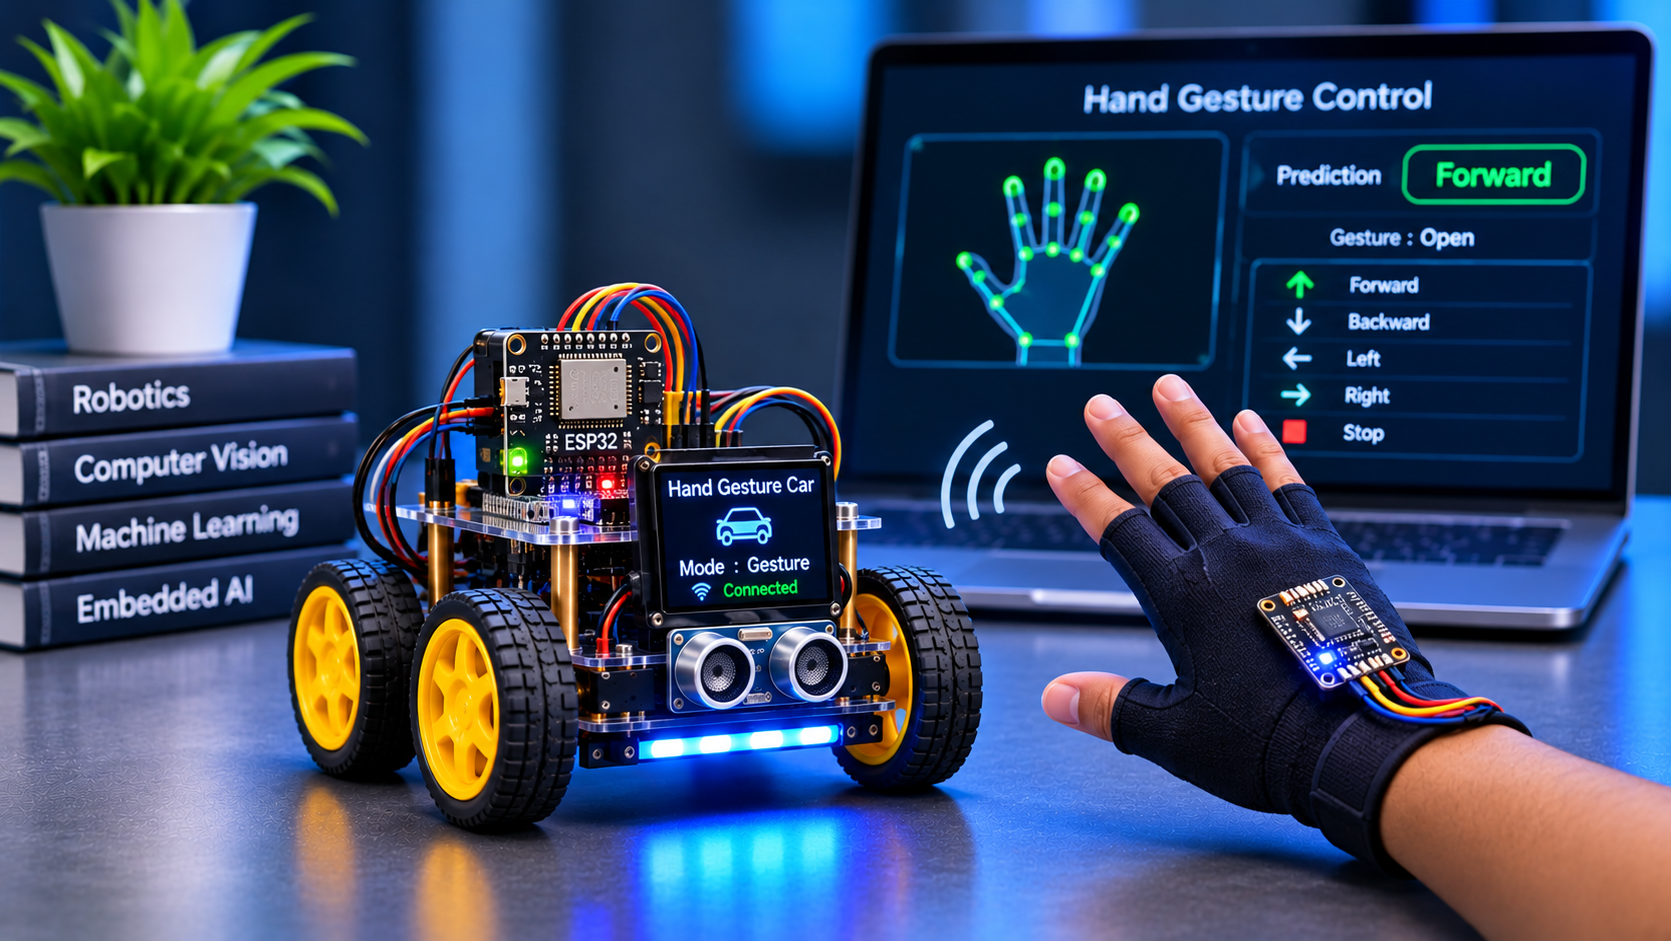 Robotics
Computer Vision
Machine Learning
Embedded AI
ESP32
Hand Gesture Car
Mode : Gesture
Connected
Hand Gesture Control
Prediction
Forward
Gesture : Open
Forward
Backward
Left
Right
Stop